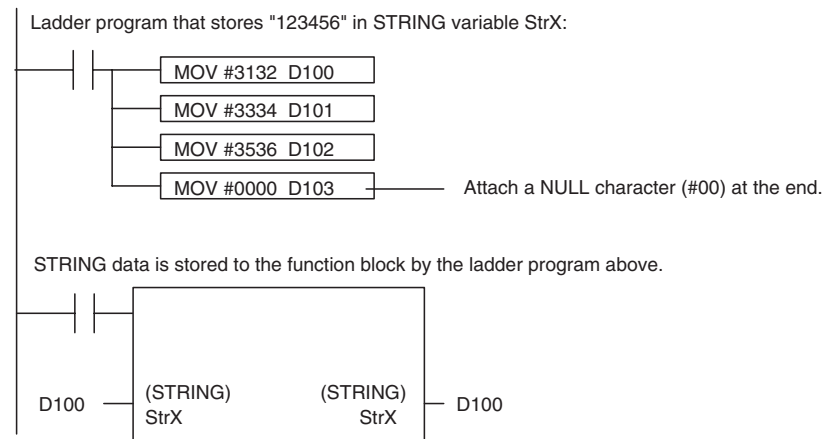 Ladder program that stores "123456" in STRING variable StrX:
MOV #3132 D100
MOV #3334 D101
MOV #3536 D102
MOV #0000 D103
Attach a NULL character (#00) at the end.
STRING data is stored to the function block by the ladder program above.
D100 (STRING) (STRING) D100
StrX StrX